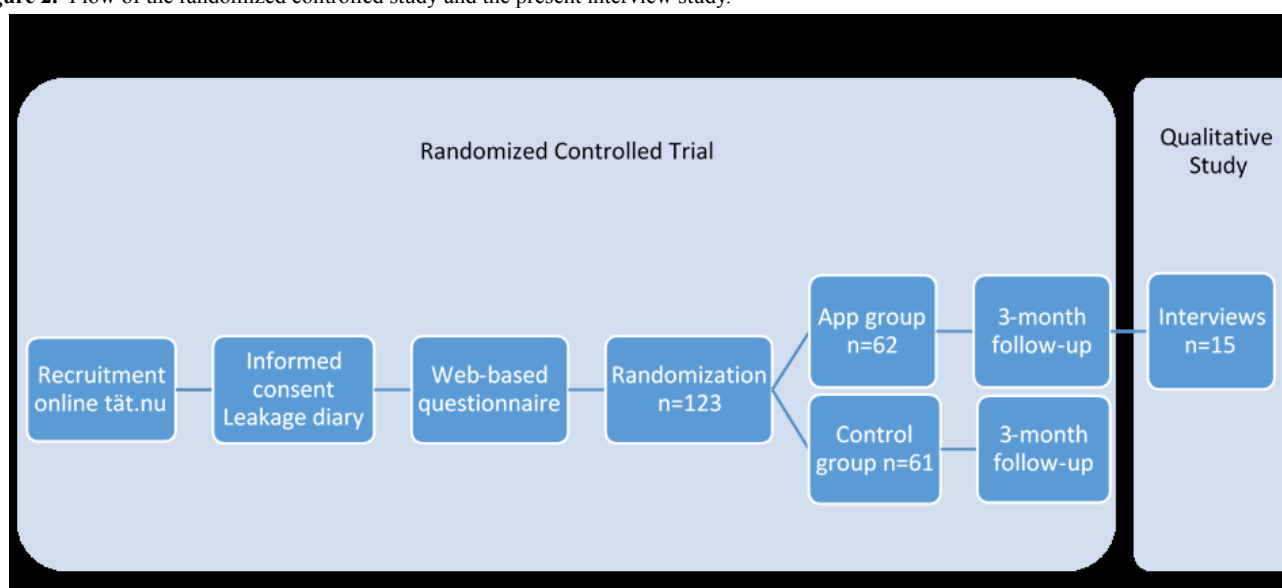 Flow of the randomized controlled study and the present interview study.
Randomized Controlled Trial
Qualitative
Study
Recruitment
online tät.nu
Informed
consent
Leakage diary
Web-based
questionnaire
Randomization
n=123
App group
n=62
3-month
follow-up
Control
group n=61
3-month
follow-up
Interviews
n=15